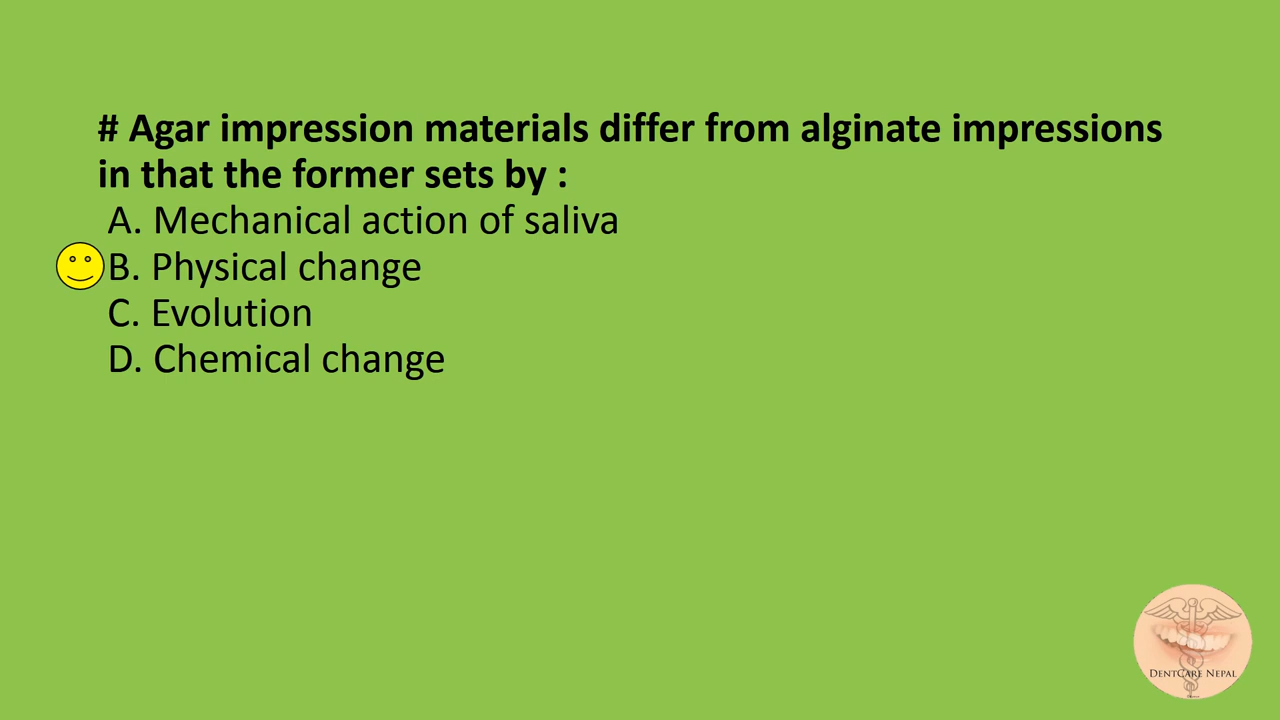 # Agar impression materials differ from alginate impressions
in that the former sets by :
A. Mechanical action of saliva
B. Physical change
C. Evolution
D. Chemical change
DENTCARE NEPAL